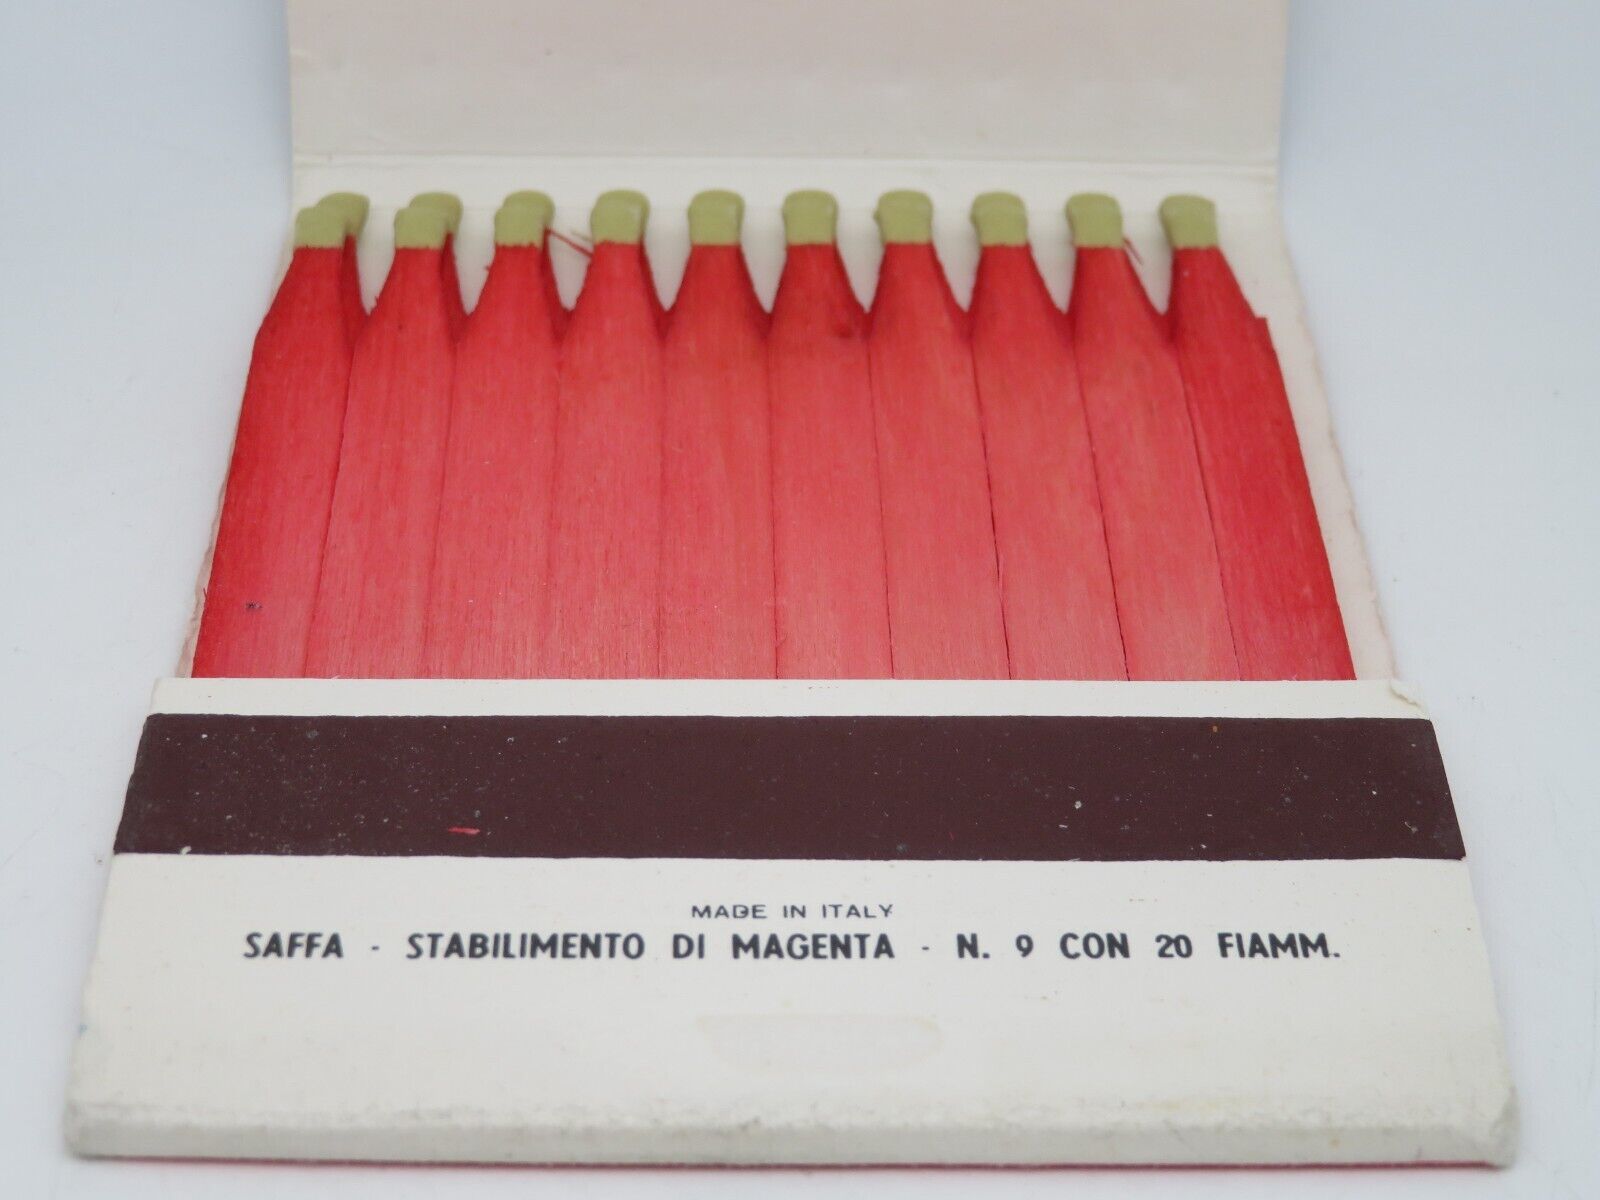 MADE IN ITALY
SAFFA - STABILIMENTO DI MAGENTA - N. 9 CON 20 FIAMM.